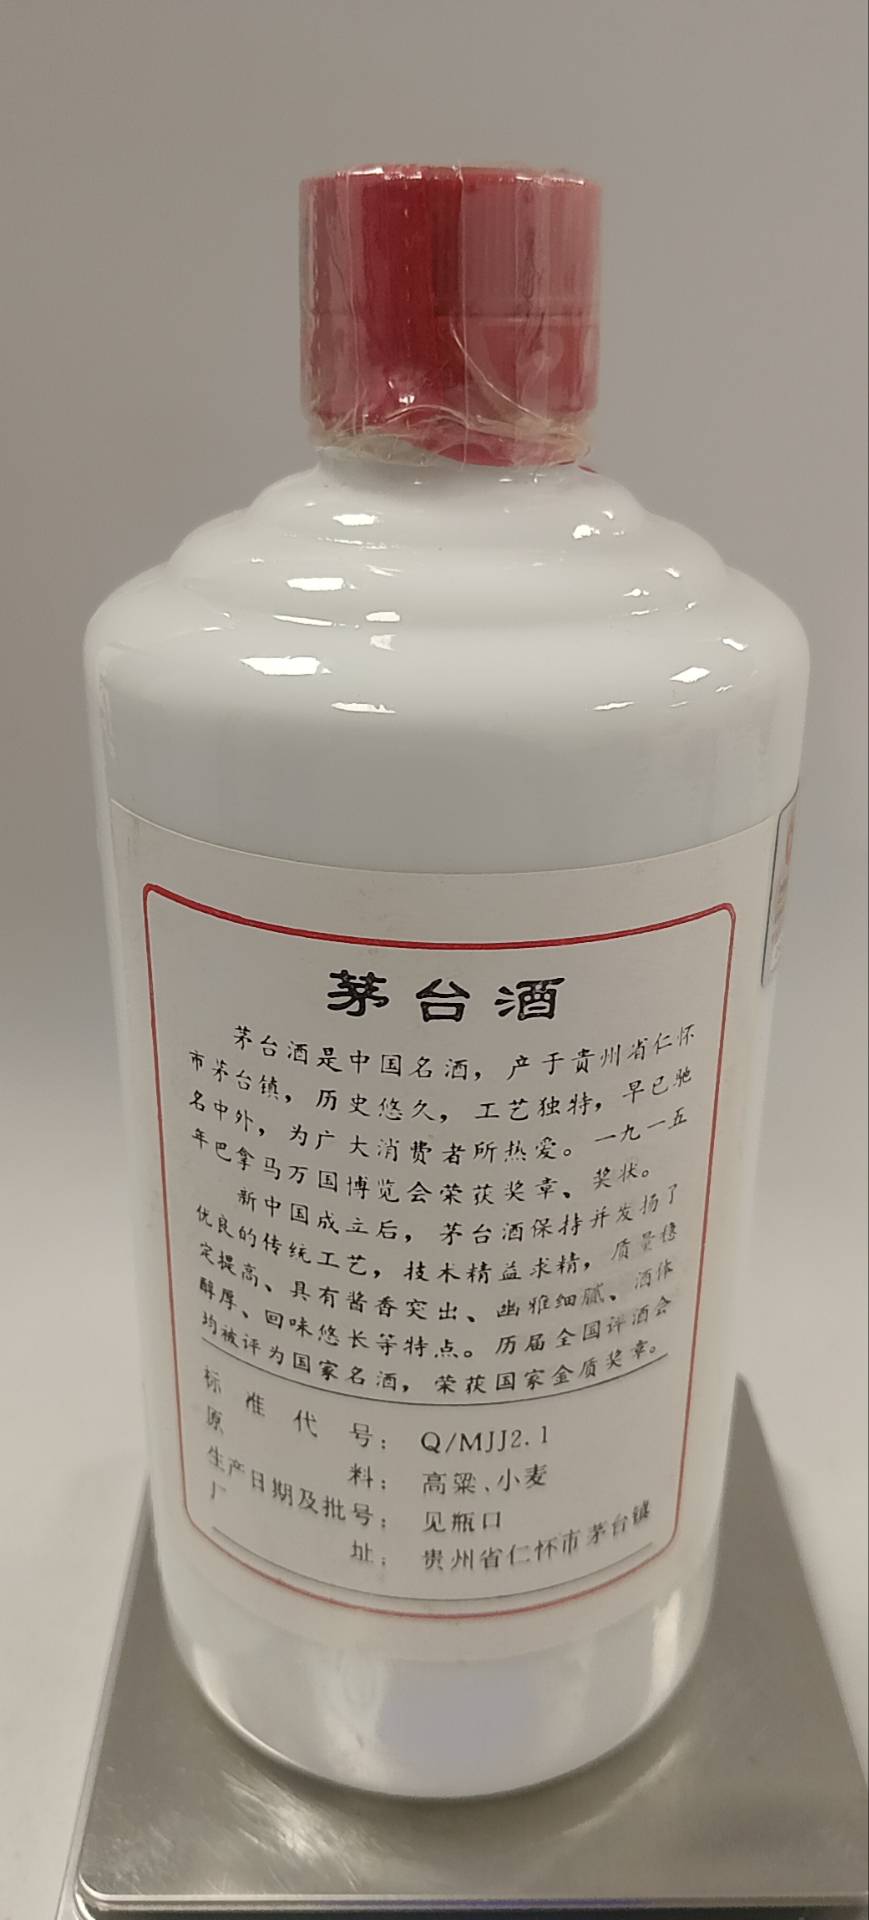 茅台酒
茅台酒是中国名酒，产于贵州省仁怀
市茅台镇，历史悠久，工艺独特，早已驰
名中外，为广大消费者所热爱。一九一五
年巴拿马万国博览会荣获奖章、奖状。
新中国成立后，茅台酒保持并发扬了
优良的传统工艺，技术精益求精，质量稳
定提高、具有酱香突出、幽雅细腻、酒体
醇厚、回味悠长等特点。历届全国评酒会
均被评为国家名酒，荣获国家金质奖章。
标准代号：Q/MJJ2.1
原料：高粱、小麦
生产日期及批号：见瓶口
厂址：贵州省仁怀市茅台镇